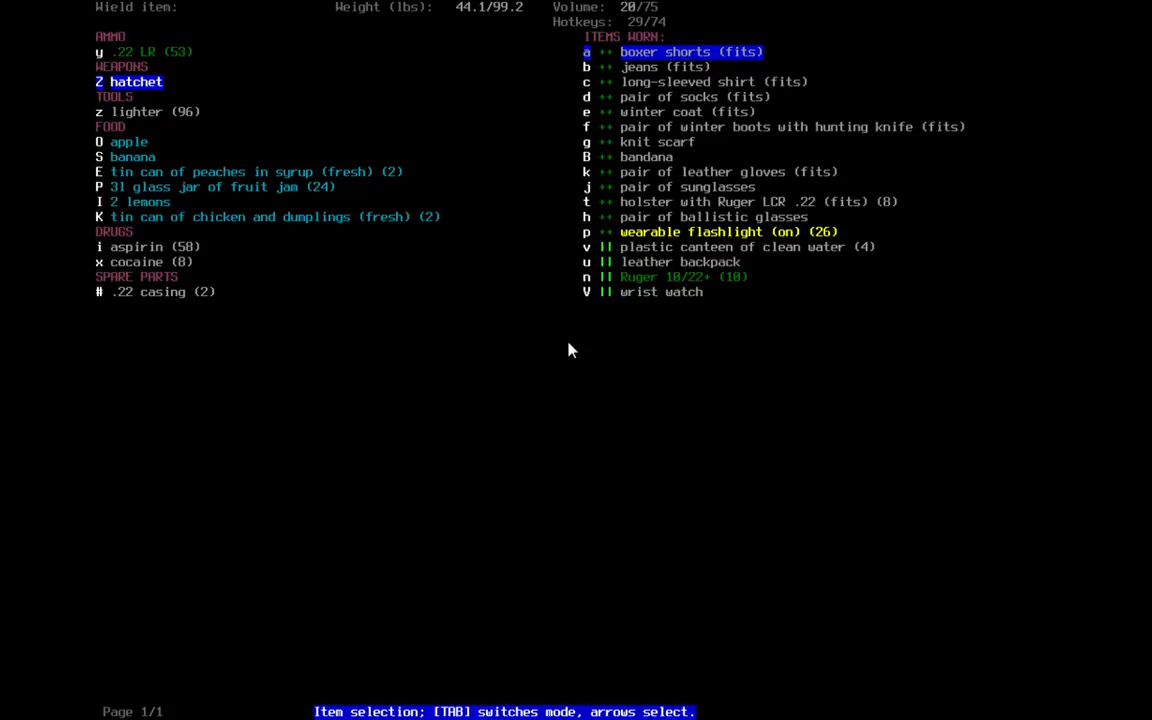 Wield item: Weight (lbs): 44.1/99.2 Volume: 20/75
Hotkeys: 29/74
AMMO
y .22 LR (53)
WEAPONS
Z hatchet
TOOLS
z lighter (96)
FOOD
O apple
S banana
E tin can of peaches in syrup (fresh) (2)
P 3l glass jar of fruit jam (24)
I 2 lemons
K tin can of chicken and dumplings (fresh) (2)
DRUGS
i aspirin (58)
x cocaine (8)
SPARE PARTS
# .22 casing (2)
ITEMS WORN:
a ++ boxer shorts (fits)
b ++ jeans (fits)
c ++ long-sleeved shirt (fits)
d ++ pair of socks (fits)
e ++ winter coat (fits)
f ++ pair of winter boots with hunting knife (fits)
g ++ knit scarf
B ++ bandana
k ++ pair of leather gloves (fits)
j ++ pair of sunglasses
t ++ holster with Ruger LCR .22 (fits) (8)
h ++ pair of ballistic glasses
p ++ wearable flashlight (on) (26)
v || plastic canteen of clean water (4)
u || leather backpack
n || Ruger 10/22+ (10)
V || wrist watch
Page 1/1 Item selection; [TAB] switches mode, arrows select.